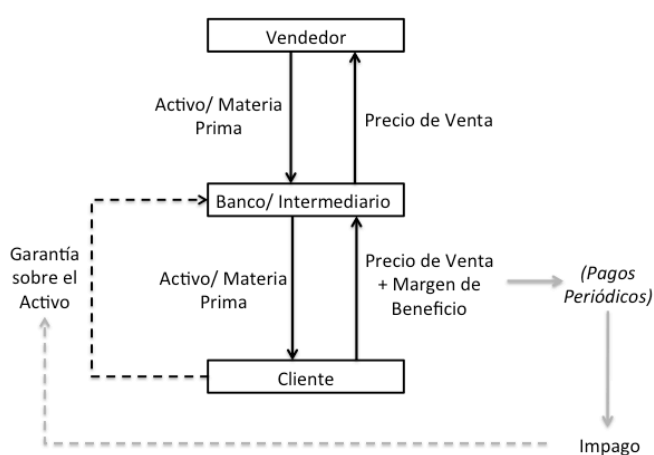 Vendedor
Activo/ Materia
Prima
Precio de Venta
Banco/ Intermediario
Garantía
sobre el
Activo
Activo/ Materia
Prima
Precio de Venta
+ Margen de
Beneficio
(Pagos
Periódicos)
Cliente
Impago